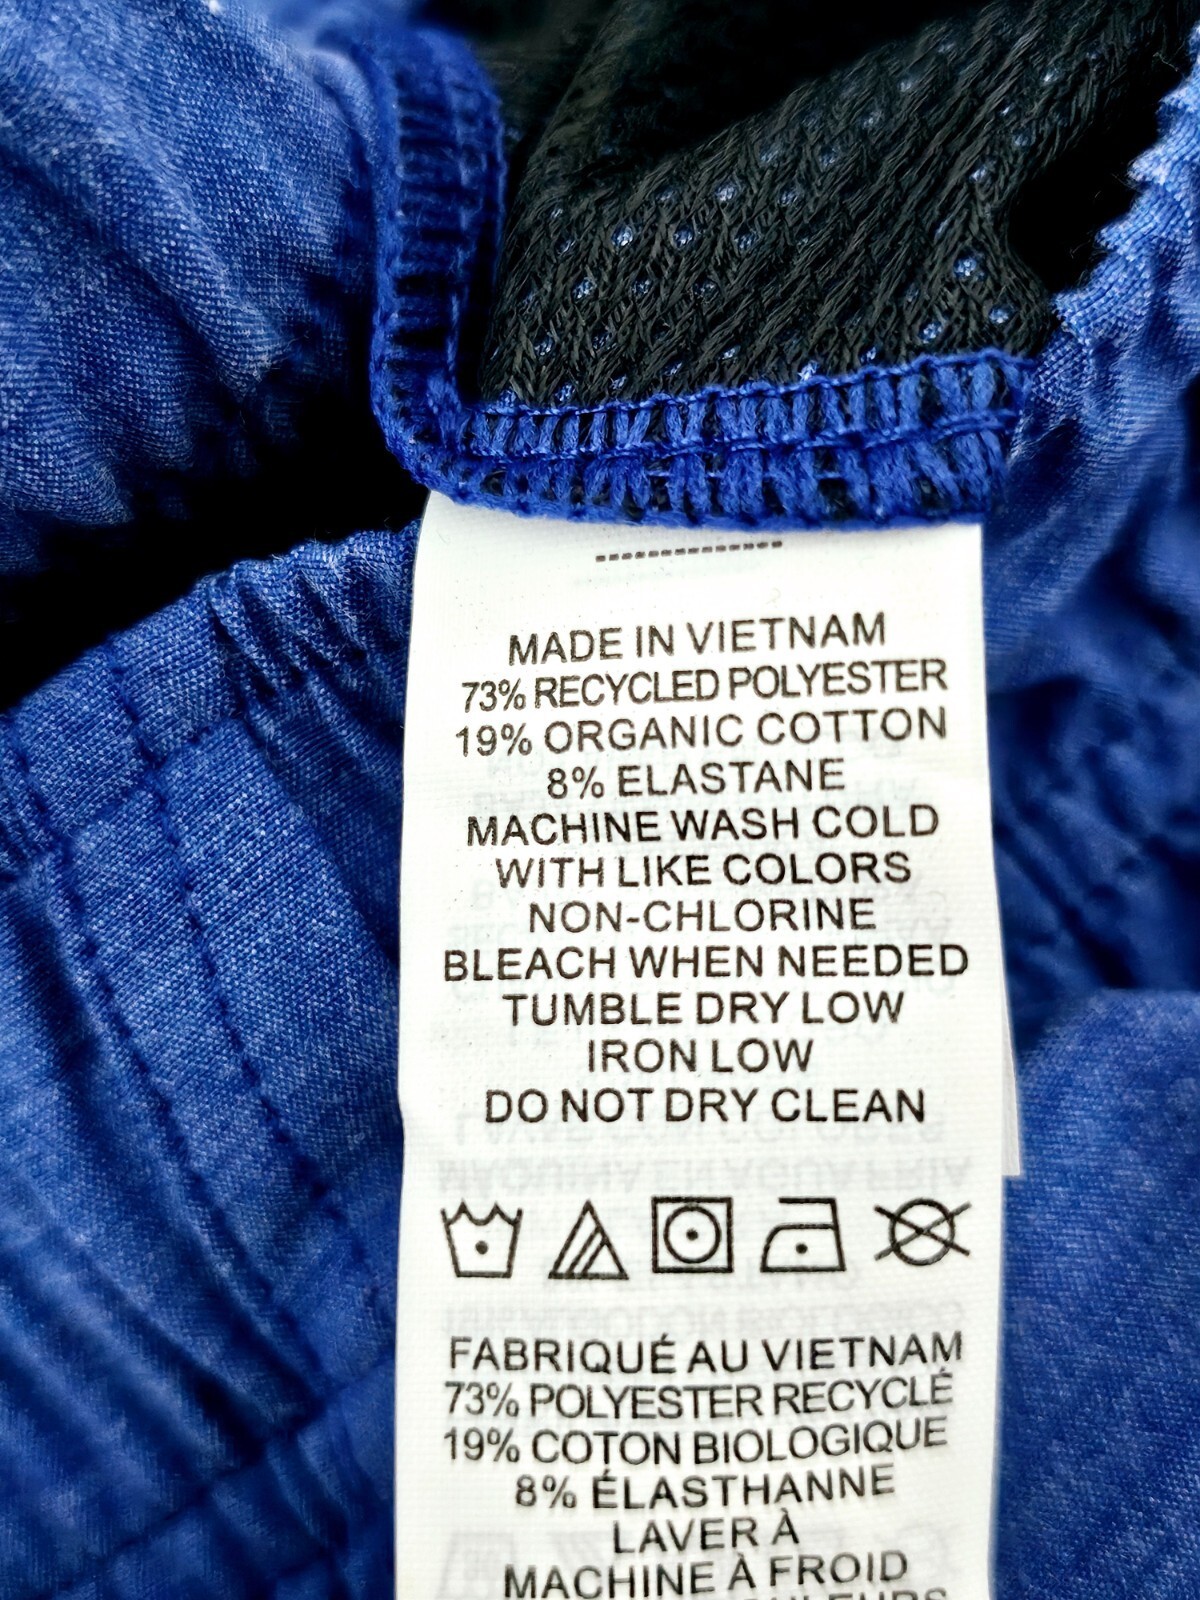 MADE IN VIETNAM
73% RECYCLED POLYESTER
19% ORGANIC COTTON
8% ELASTANE
MACHINE WASH COLD
WITH LIKE COLORS
NON-CHLORINE
BLEACH WHEN NEEDED
TUMBLE DRY LOW
IRON LOW
DO NOT DRY CLEAN
FABRIQUÉ AU VIETNAM
73% POLYESTER RECYCLÉ
19% COTON BIOLOGIQUE
8% ÉLASTHANNE
LAVER À
MACHINE À FROID